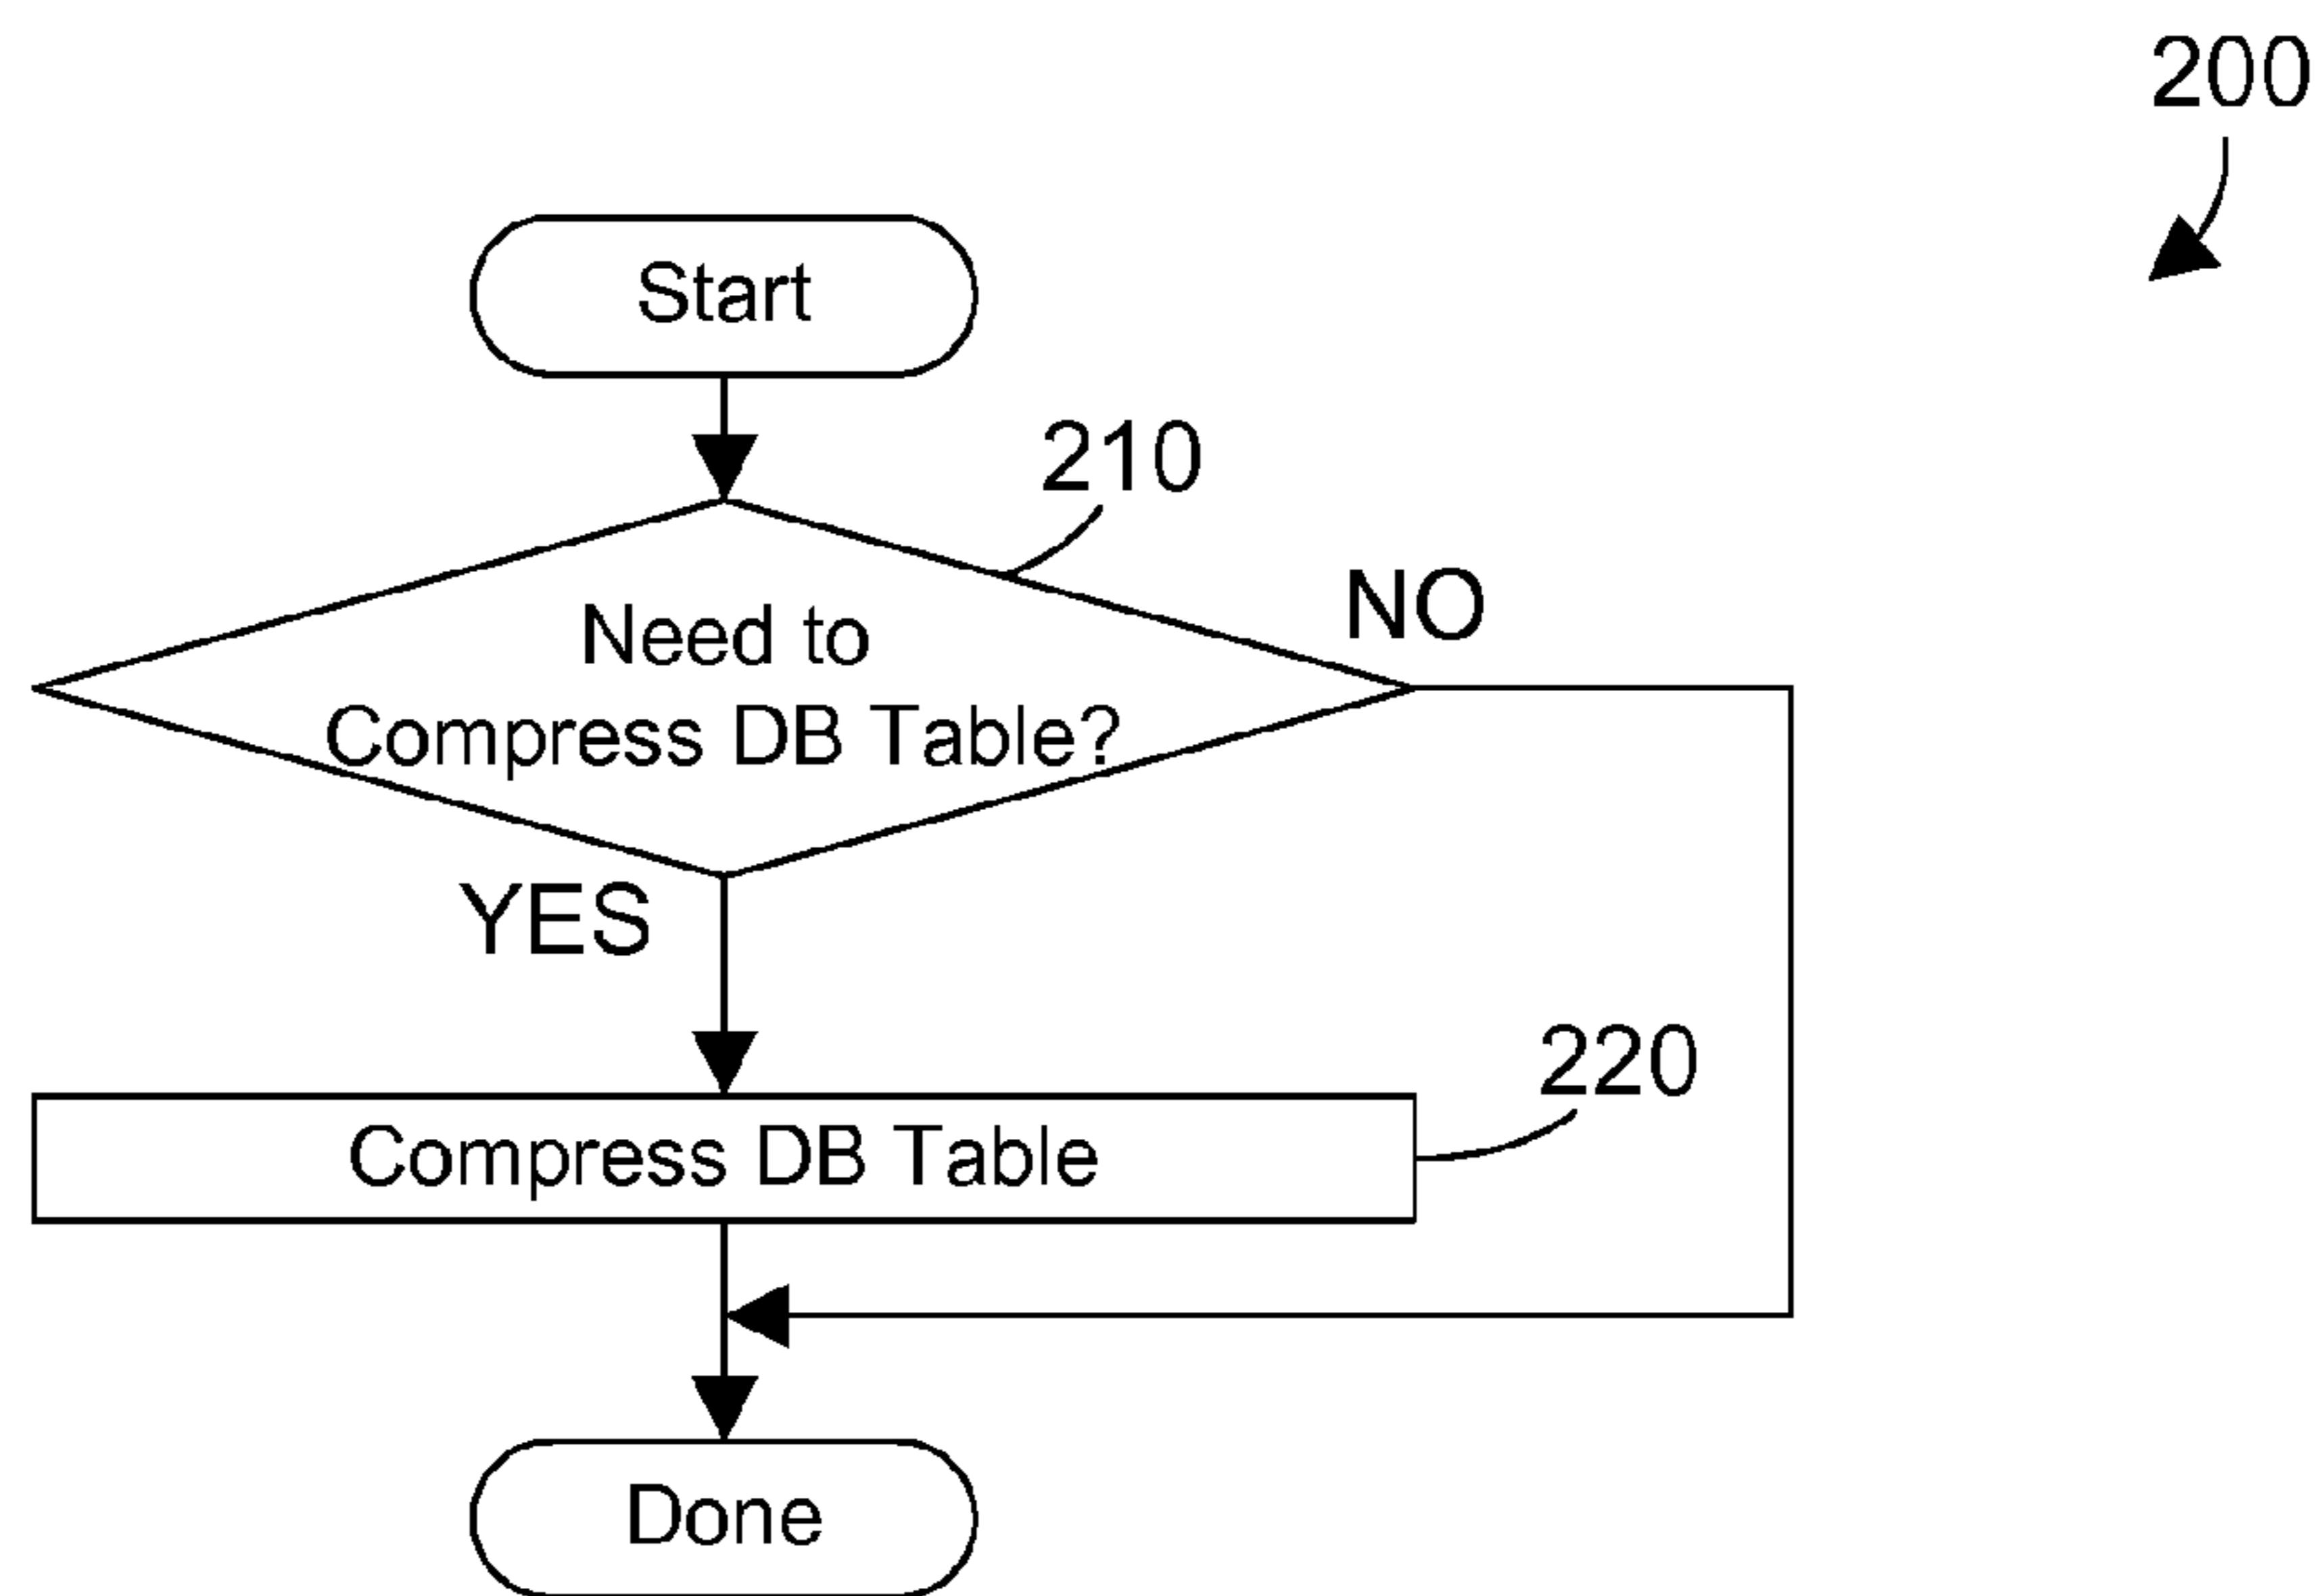 200
Start
210
Need to
NO
Compress DB Table?
YES
220
Compress DB Table
Done